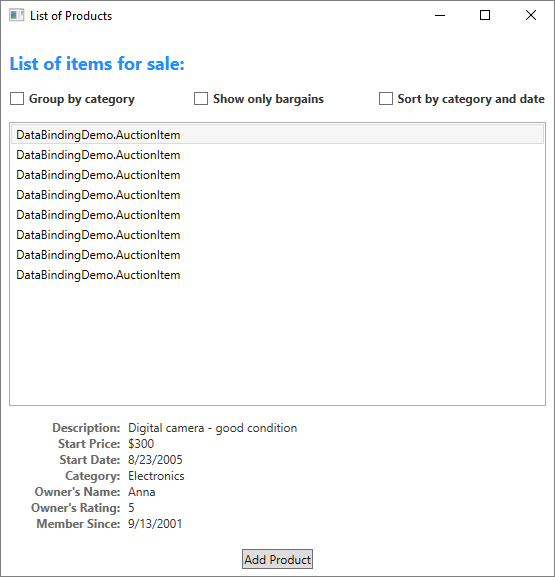 List of Products
List of items for sale:
Group by category Show only bargains Sort by category and date
DataBindingDemo.AuctionItem
DataBindingDemo.AuctionItem
DataBindingDemo.AuctionItem
DataBindingDemo.AuctionItem
DataBindingDemo.AuctionItem
DataBindingDemo.AuctionItem
DataBindingDemo.AuctionItem
DataBindingDemo.AuctionItem
Description: Digital camera - good condition
Start Price: $300
Start Date: 8/23/2005
Category: Electronics
Owner's Name: Anna
Owner's Rating: 5
Member Since: 9/13/2001
Add Product